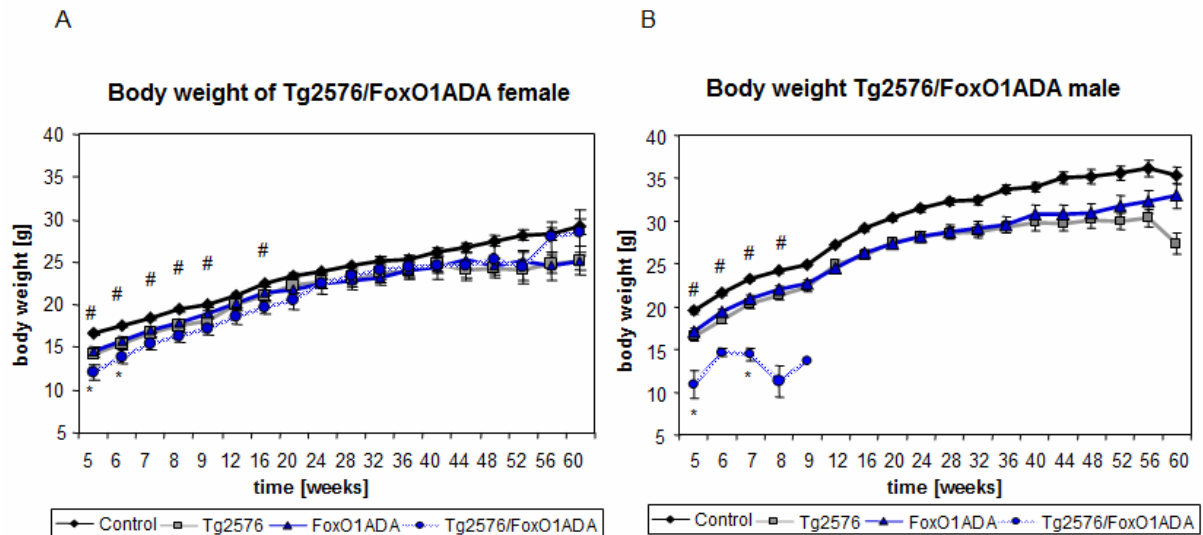 A
Body weight of Tg2576/FoxO1ADA female
body weight [g]
40
35
30
25
20
15
10
5
# # # # # #
* *
5 6 7 8 9 12 16 20 24 28 32 36 40 44 48 52 56 60
time [weeks]
Control Tg2576 FoxO1ADA Tg2576/FoxO1ADA
B
Body weight Tg2576/FoxO1ADA male
body weight [g]
40
35
30
25
20
15
10
5
# # # #
* *
5 6 7 8 9 12 16 20 24 28 32 36 40 44 48 52 56 60
time [weeks]
Control Tg2576 FoxO1ADA Tg2576/FoxO1ADA